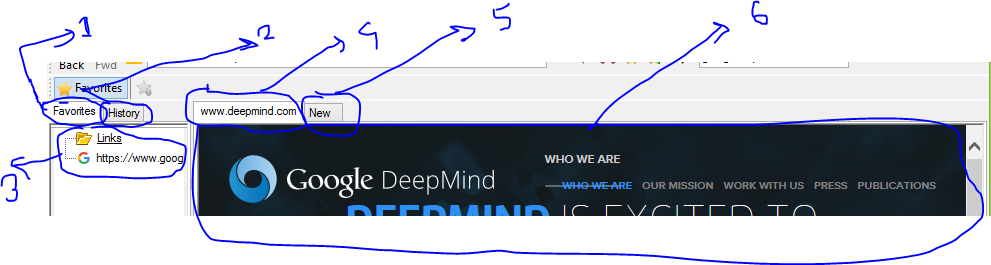 1 2 4 5 6
Back Fwd
Favorites
Favorites History www.deepmind.com New
Links
https://www.goog
3
WHO WE ARE
Google DeepMind
WHO WE ARE OUR MISSION WORK WITH US PRESS PUBLICATIONS
DEEPMIND IS EXCITED TO